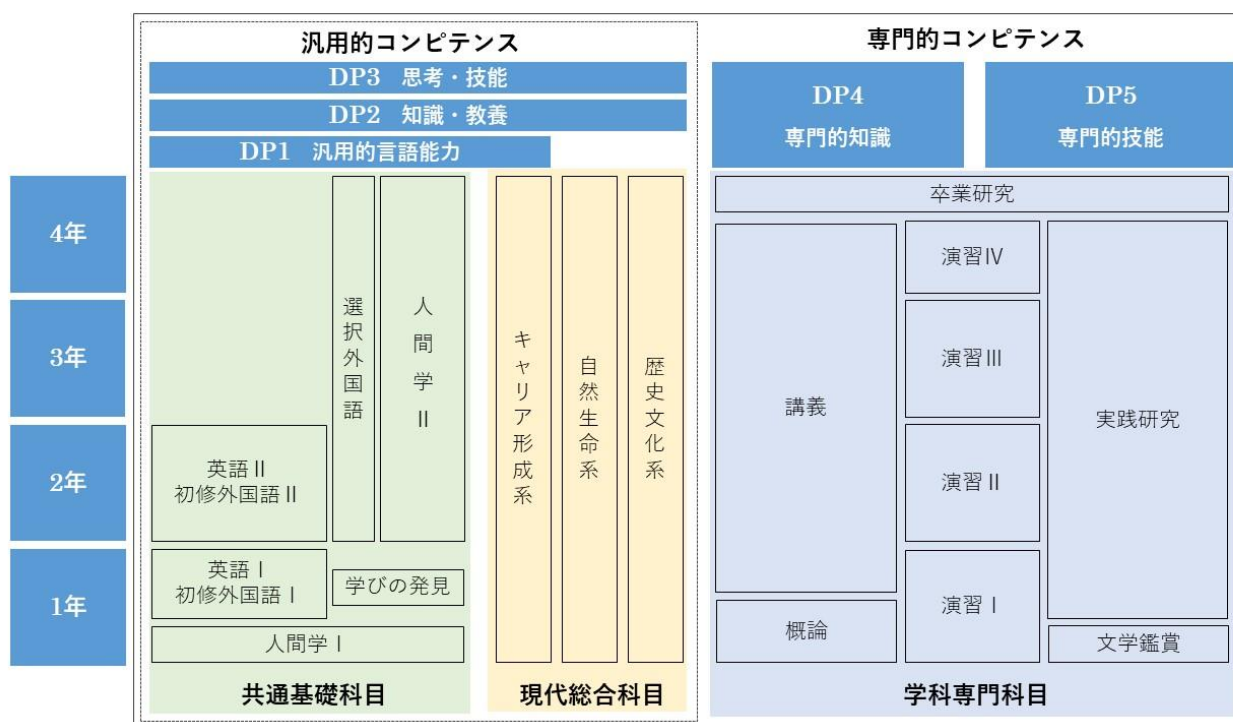 汎用的コンピテンス
専門的コンピテンス
DP3 思考・技能
DP2 知識・教養
DP1 汎用的言語能力
DP4
専門的知識
DP5
専門的技能
4年
3年
2年
1年
選択外国語
人間学Ⅱ
英語Ⅱ
初修外国語Ⅱ
英語Ⅰ
初修外国語Ⅰ
学びの発見
人間学Ⅰ
共通基礎科目
キャリア形成系
自然生命系
歴史文化系
現代総合科目
卒業研究
講義
概論
演習Ⅳ
演習Ⅲ
演習Ⅱ
演習Ⅰ
実践研究
文学鑑賞
学科専門科目